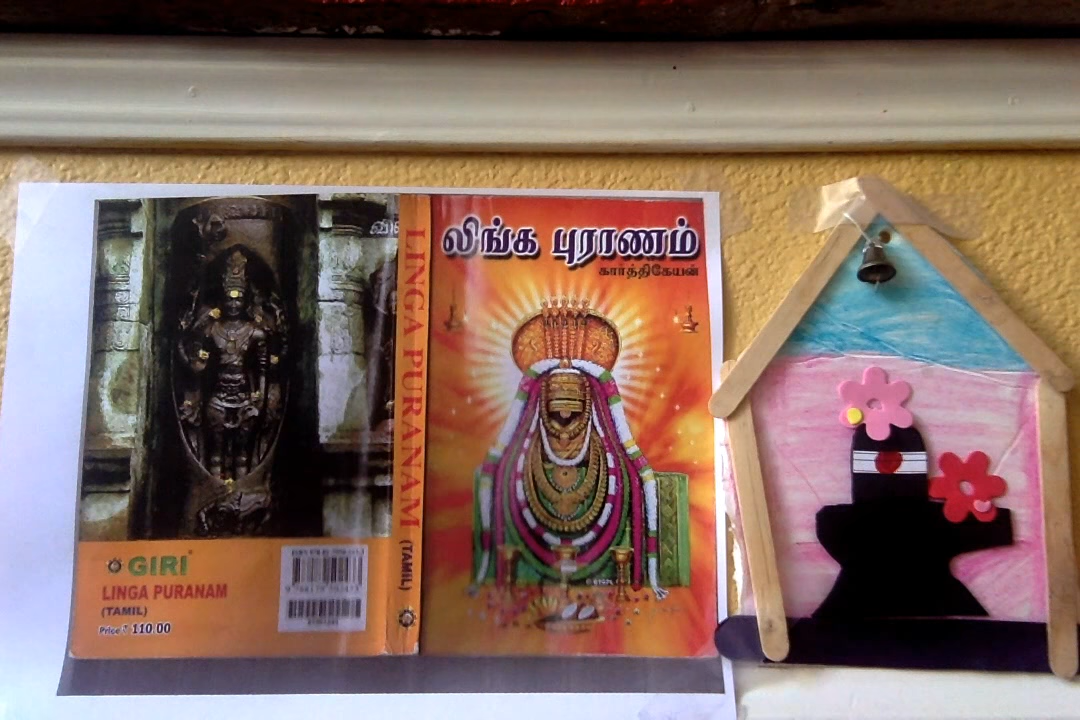 வி
லிங்க புராணம்
கார்த்திகேயன்
LINGA PURANAM (TAMIL)
GIRI
LINGA PURANAM
(TAMIL)
Price ₹ 110.00